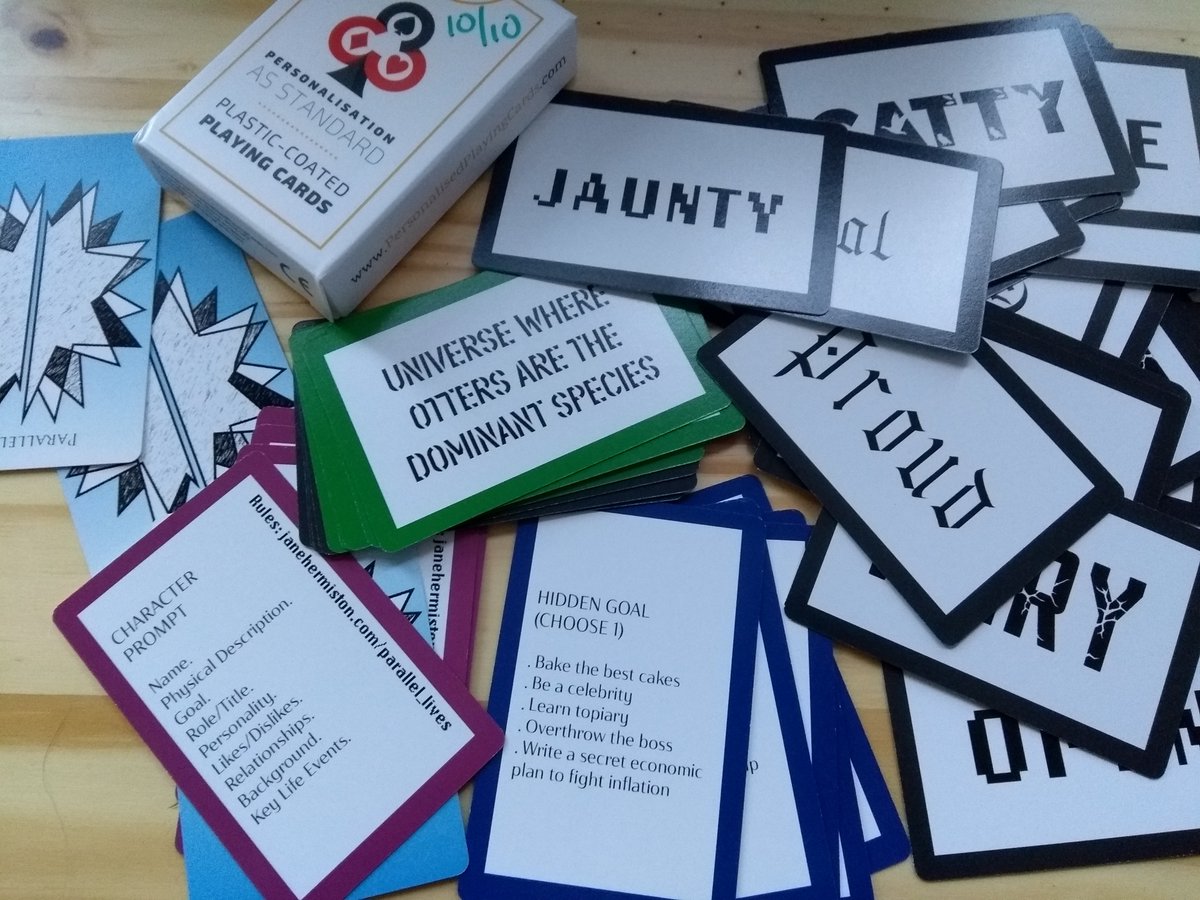 10/10
PERSONALISATION
AS STANDARD
PLASTIC-COATED
PLAYING CARDS
www.PersonalisedPlayingCards.com
CE
JAUNTY
CATTY
E
al
Proud
RY
UNIVERSE WHERE
OTTERS ARE THE
DOMINANT SPECIES
PARALLEL
CHARACTER
PROMPT
Name.
Physical Description.
Goal.
Role/Title.
Personality.
Likes/Dislikes.
Relationships.
Background.
Key Life Events.
Rules: janehermiston.com/parallel_lives
janehermisto
HIDDEN GOAL
(CHOOSE 1)
. Bake the best cakes
. Be a celebrity
. Learn topiary
. Overthrow the boss
. Write a secret economic
plan to fight inflation